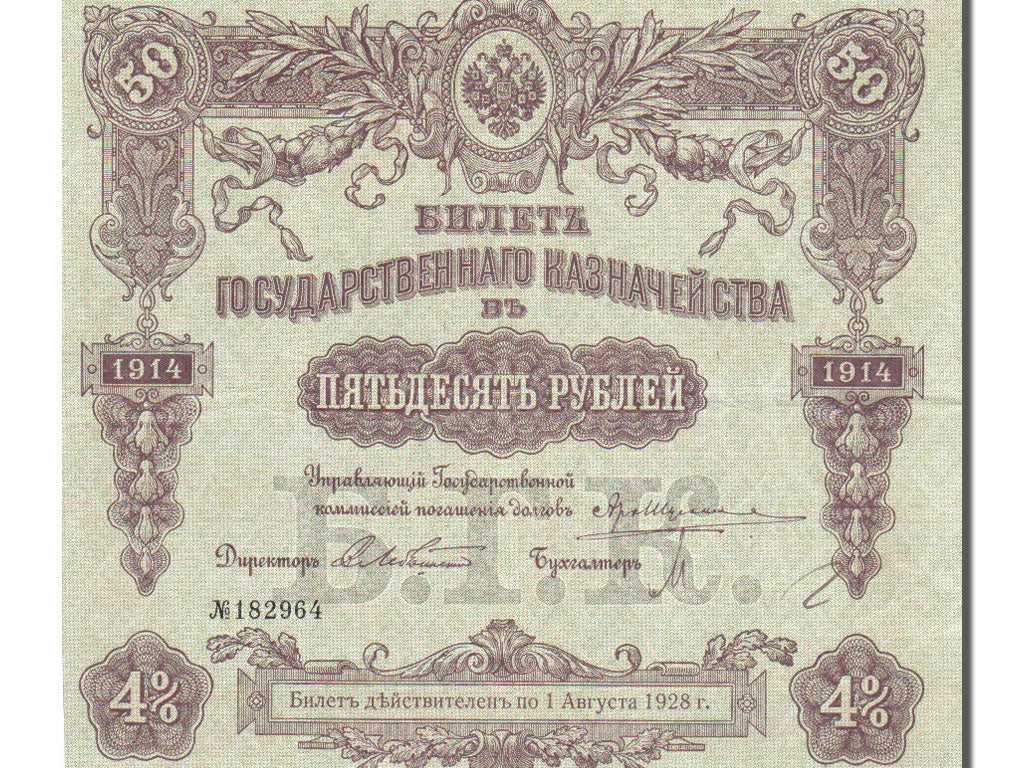 50 50
БИЛЕТЪ
ГОСУДАРСТВЕННАГО КАЗНАЧЕЙСТВА
ВЪ
1914 1914
ПЯТЬДЕСЯТЪ РУБЛЕЙ
Управляющій Государственной
коммиссіей погашенія долговъ
Б.Г.К.
Директоръ Бухгалтеръ
№182964
4% 4%
Билетъ дѣйствителенъ по 1 Августа 1928 г.